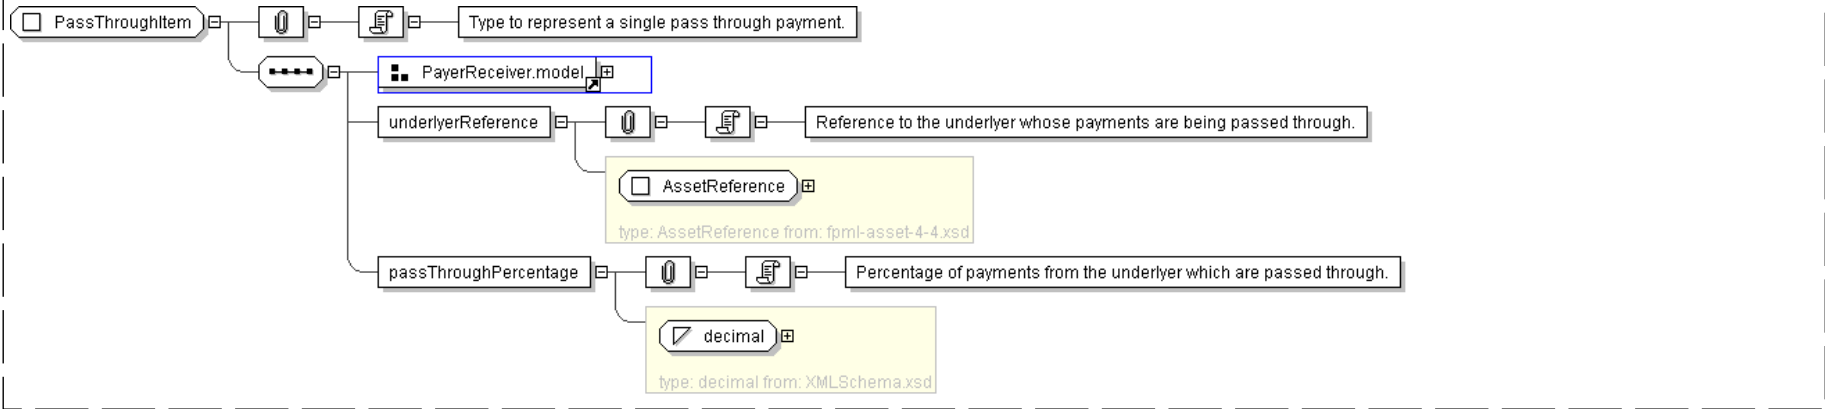 PassThroughItem
Type to represent a single pass through payment.
PayerReceiver.model
underlyerReference
Reference to the underlyer whose payments are being passed through.
AssetReference
type: AssetReference from: fpml-asset-4-4.xsd
passThroughPercentage
Percentage of payments from the underlyer which are passed through.
decimal
type: decimal from: XMLSchema.xsd